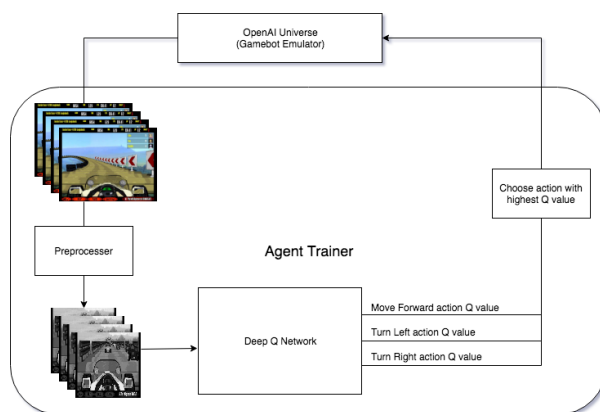 OpenAI Universe
(Gamebot Emulator)
Choose action with
highest Q value
Preprocesser
Agent Trainer
Deep Q Network
Move Forward action Q value
Turn Left action Q value
Turn Right action Q value